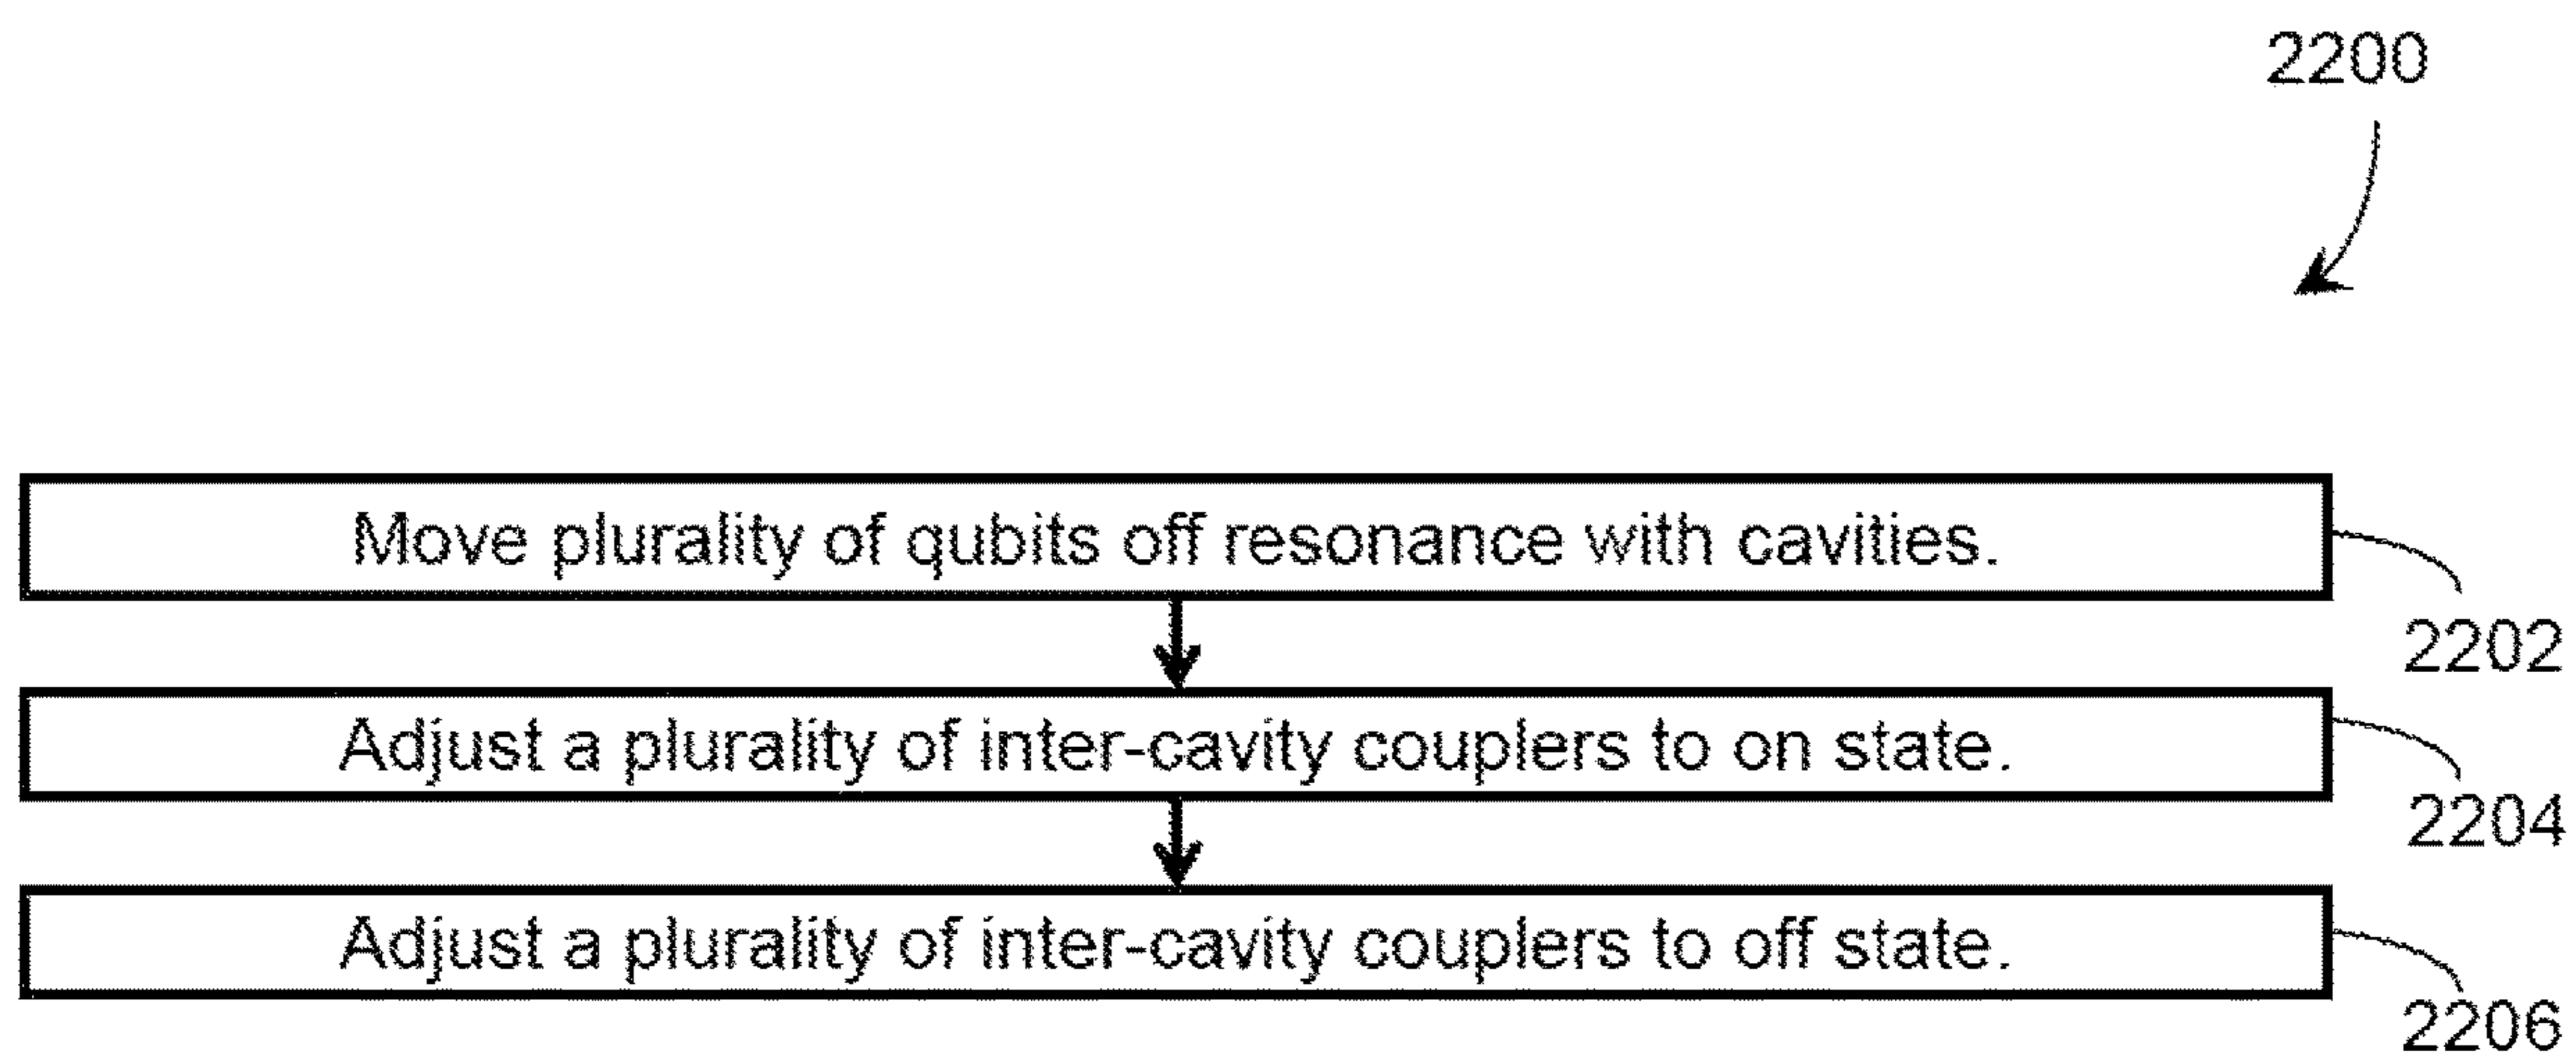 2200
Move plurality of qubits off resonance with cavities.
2202
Adjust a plurality of inter-cavity couplers to on state.
2204
Adjust a plurality of inter-cavity couplers to off state.
2206